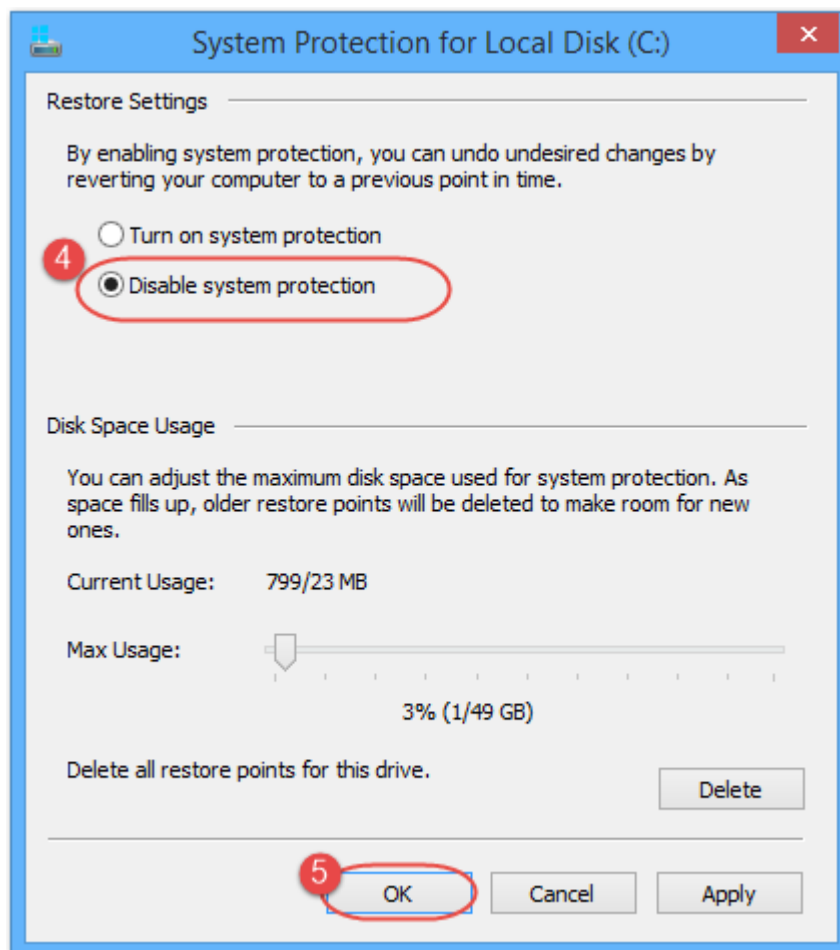 System Protection for Local Disk (C:)
Restore Settings
By enabling system protection, you can undo undesired changes by
reverting your computer to a previous point in time.
Turn on system protection
4
Disable system protection
Disk Space Usage
You can adjust the maximum disk space used for system protection. As
space fills up, older restore points will be deleted to make room for new
ones.
Current Usage: 799/23 MB
Max Usage:
3% (1/49 GB)
Delete all restore points for this drive.
Delete
5
OK Cancel Apply